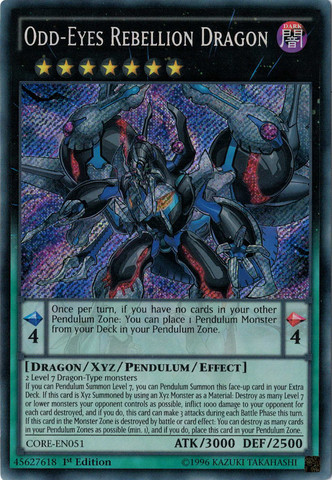 ODD-EYES REBELLION DRAGON
DARK
闇
Once per turn, if you have no cards in your other
Pendulum Zone: You can place 1 Pendulum Monster
from your Deck in your Pendulum Zone.
4
4
[DRAGON/XYZ/PENDULUM/EFFECT]
2 Level 7 Dragon-Type monsters
If you can Pendulum Summon Level 7, you can Pendulum Summon this face-up card in your Extra
Deck. If this card is Xyz Summoned by using an Xyz Monster as a Material: Destroy as many Level
7 or lower monsters your opponent controls as possible, inflict 1000 damage to your opponent for
each card destroyed, and if you do, this card can make 3 attacks during each Battle Phase this turn.
If this card in the Monster Zone is destroyed by battle or card effect: You can destroy as many cards
in your Pendulum Zones as possible (min. 1), and if you do, place this card in your Pendulum Zone.
CORE-EN051
ATK/3000 DEF/2500
45627618
1st Edition
©1996 KAZUKI TAKAHASHI